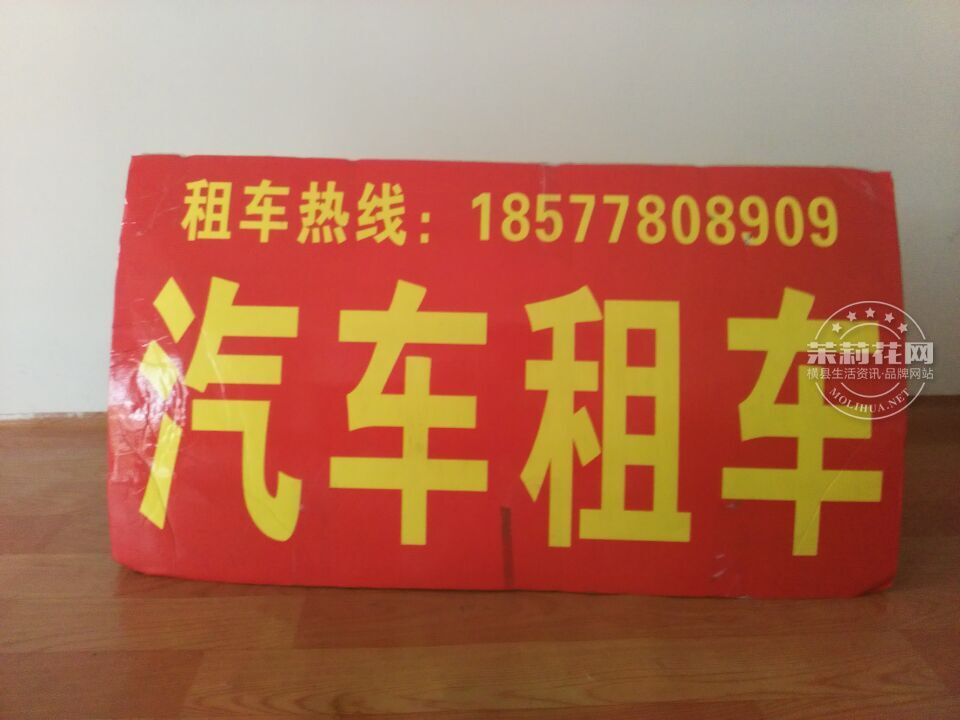 租车热线：18577808909
汽车租车
茉莉花网
横县生活资讯·品牌网站
MOLIHUA.NET